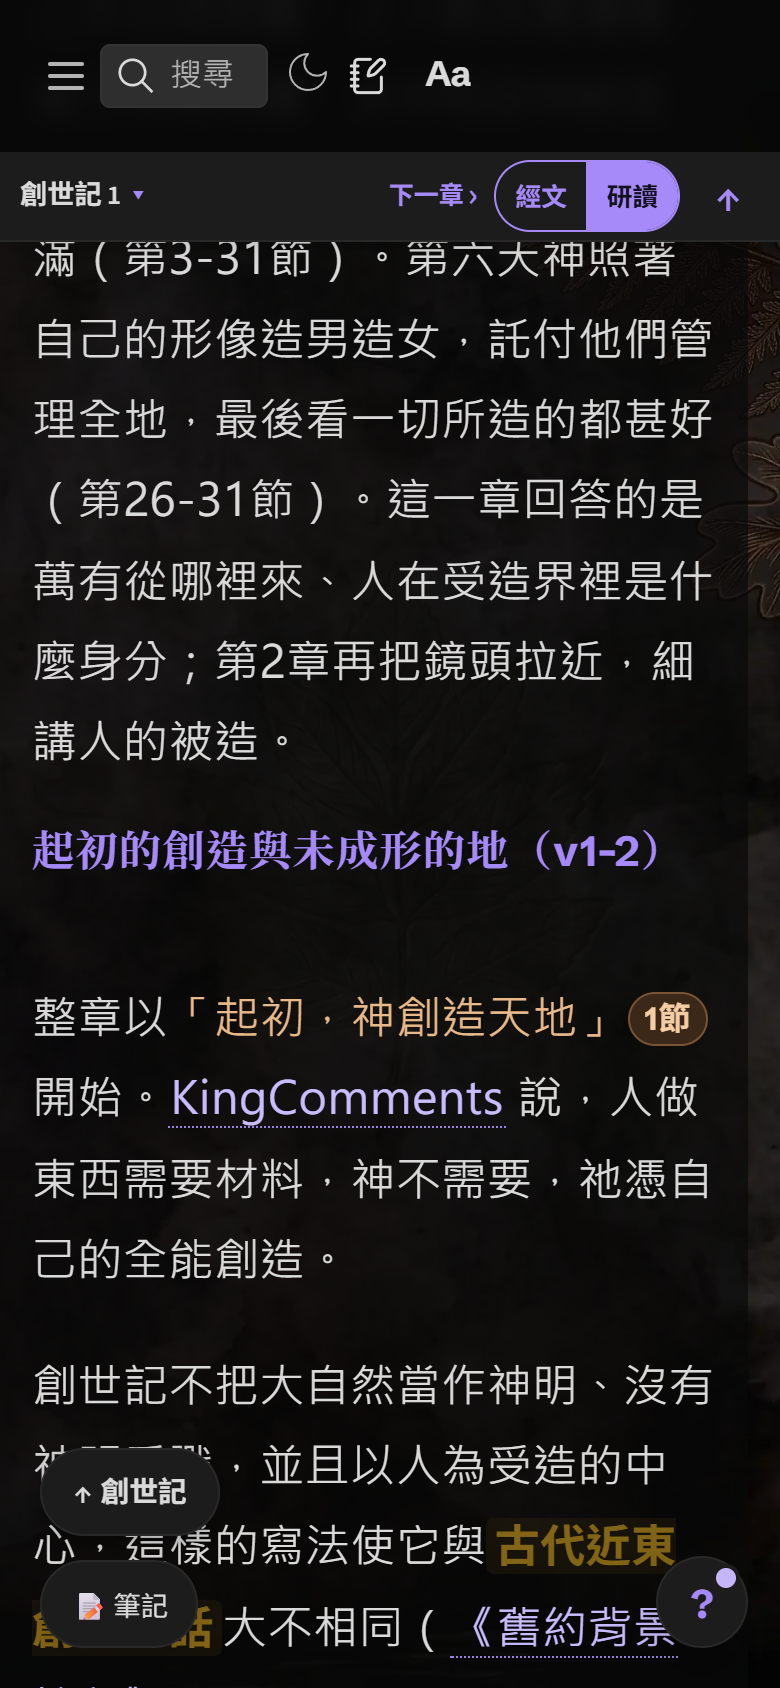 搜尋
Aa
創世記 1 ▼
下一章 ›
經文
研讀
↑
滿（第3-31節）。第六天神照著
自己的形像造男造女，託付他們管
理全地，最後看一切所造的都甚好
（第26-31節）。這一章回答的是
萬有從哪裡來、人在受造界裡是什
麼身分；第2章再把鏡頭拉近，細
講人的被造。
起初的創造與未成形的地（v1-2）
整章以「起初，神創造天地」1節
開始。KingComments 說，人做
東西需要材料，神不需要，祂憑自
己的全能創造。
創世記不把大自然當作神明、沒有
，並且以人為受造的中
↑ 創世記
心，這樣的寫法使它與古代近東
話大不相同（《舊約背景
📝 筆記
?